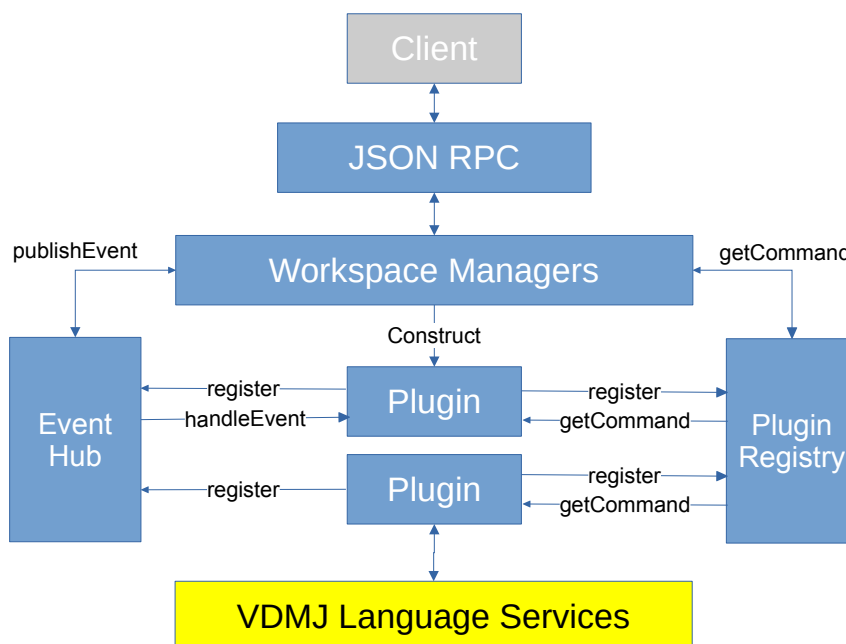 Client
JSON RPC
publishEvent
getCommand
Workspace Managers
Construct
register
Plugin
register
handleEvent
getCommand
Event
Hub
Plugin
Registry
register
Plugin
register
getCommand
VDMJ Language Services